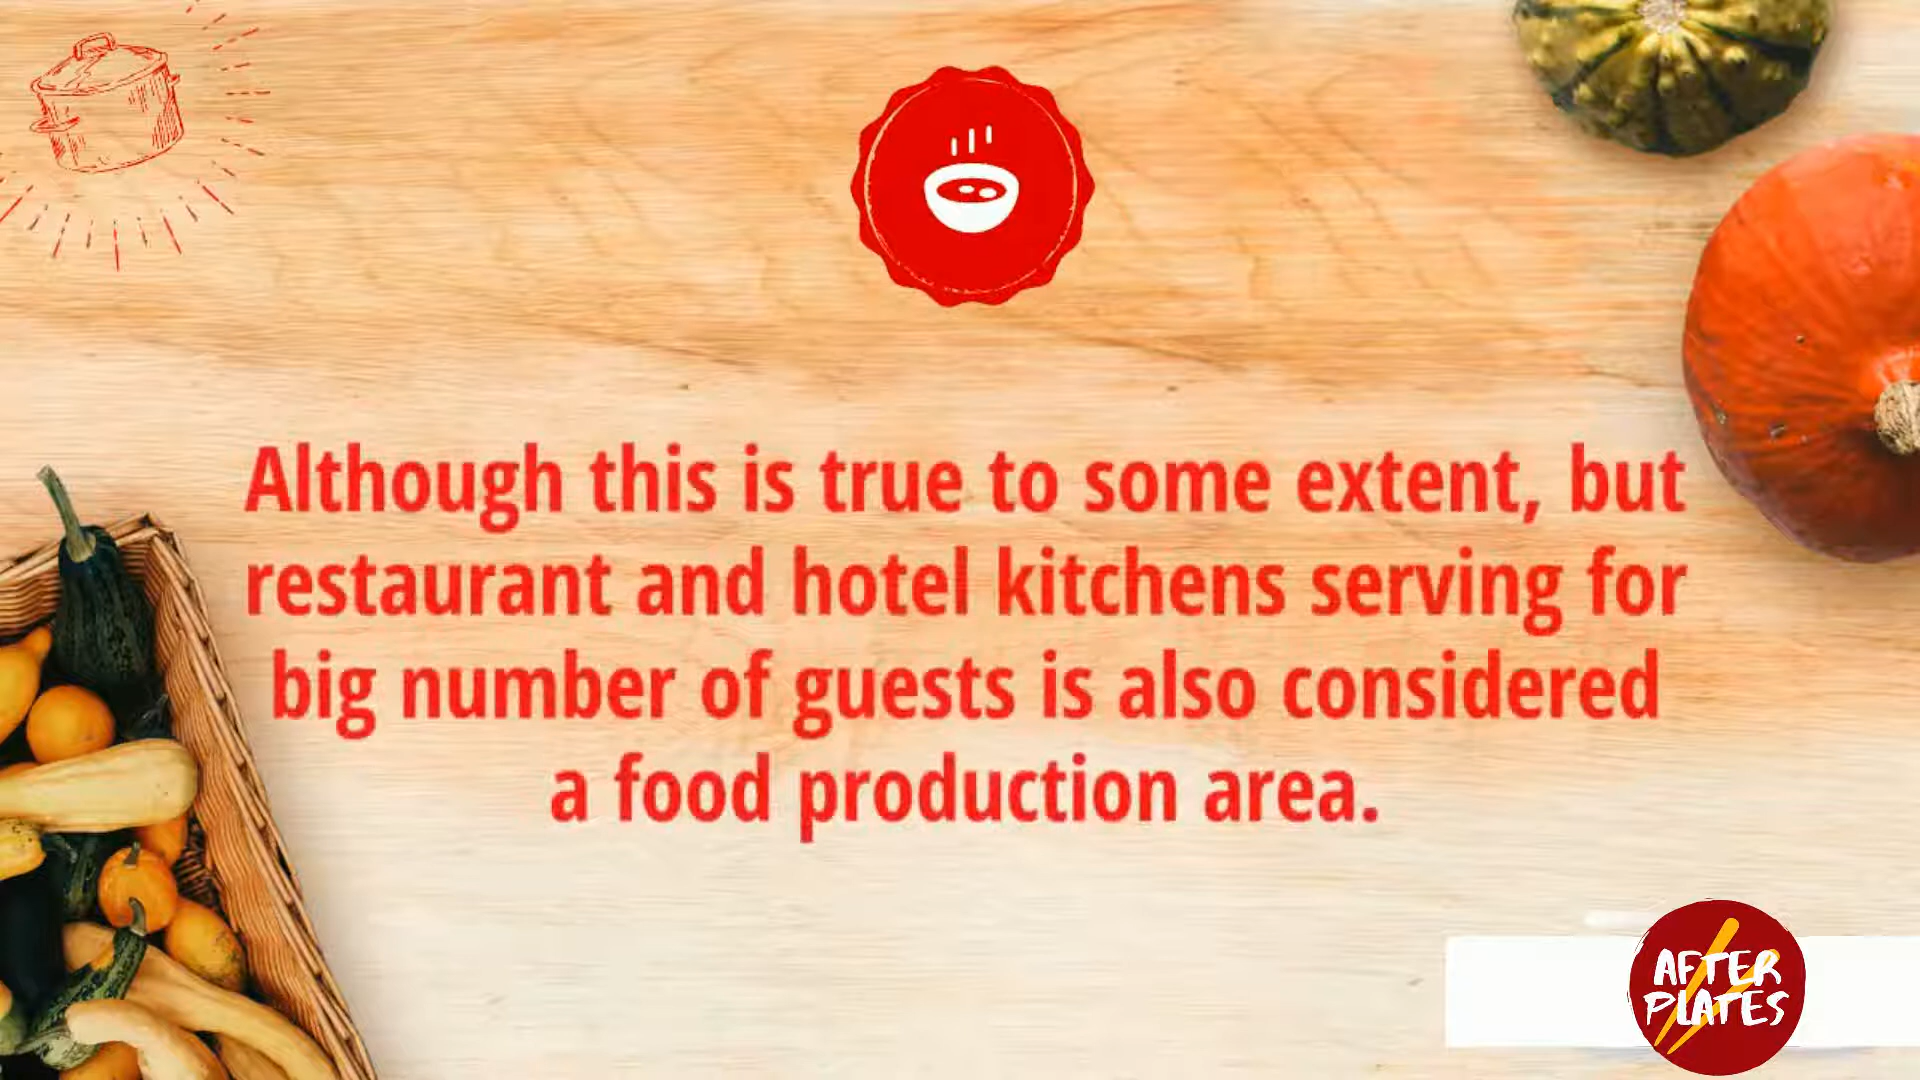 Although this is true to some extent, but
restaurant and hotel kitchens serving for
big number of guests is also considered
a food production area.
AFTER
PLATES